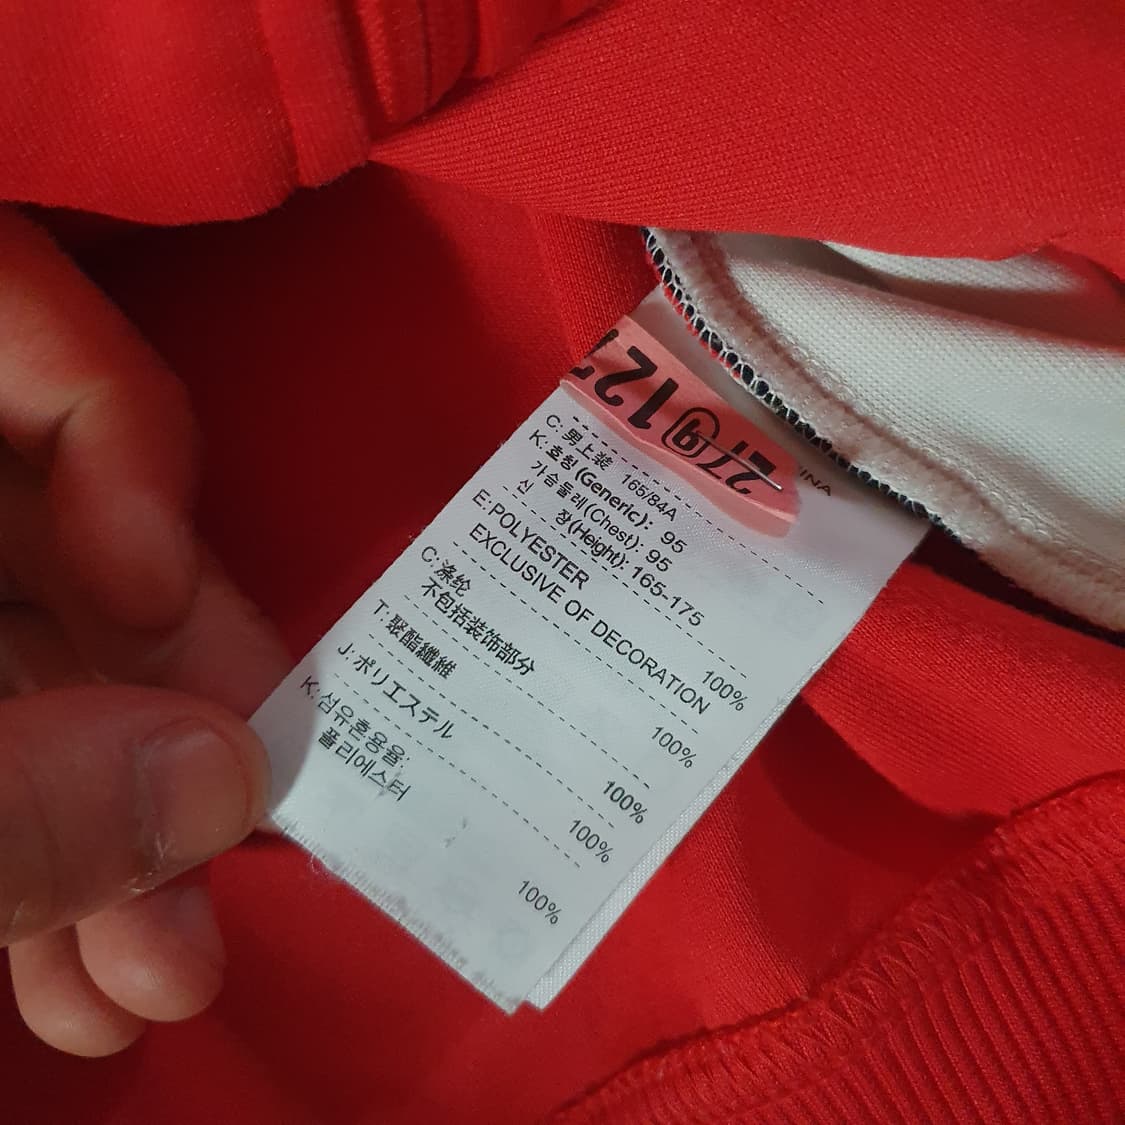 C: 男上装 165/84A
K: 호칭 (Generic): 95
가슴둘레(Chest): 95
신 장(Height): 165-175
E: POLYESTER 100%
EXCLUSIVE OF DECORATION
C: 涤纶 100%
不包括装饰部分
T: 聚酯纖維 100%
J: ポリエステル 100%
K: 섬유혼용율: 
폴리에스터 100%